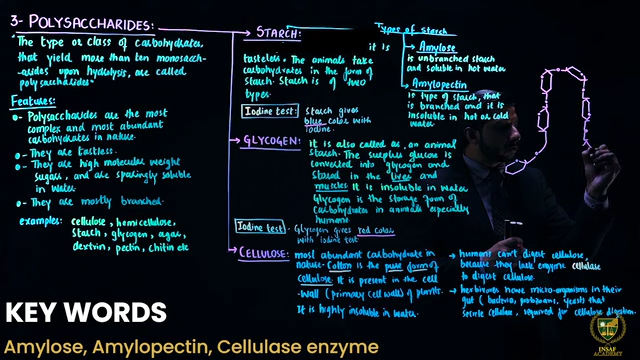 3- POLYSACCHARIDES:
"The type or class of carbohydrates
that yield more than ten monosach-
-arides upon hydrolysis, are called
polysaccharides"
Features:
o- Polysaccharides are the most
complex and most abundant
carbohydrates in nature.
o- They are tastless.
o- They are high molecular weight
sugars, and are sparingly soluble
in water.
o- They are mostly branched.
examples: cellulose, hemicellulose,
starch, glycogen, agar,
dextrin, pectin, chitin etc
STARCH:
it is
tasteless. The animals take
carbohydrates in the form of
starch. Starch is of two
types.
Iodine test: Starch gives
blue color with
Iodine.
Types of starch
→ Amylose
is unbranched starch
and soluble in hot water
Amylopectin
is type of starch, that
is branched and it is
insoluble in hot or cold
water
GLYCOGEN:
it is also called as, an animal
starch. The surplus glucose is
converted into glycogen and
stored in the liver and
muscles. It is insoluble in water
Glycogen is the storage form of
carbohydrates in animals especially
humans
Iodine test: Glycogen gives red color
with iodine test
CELLULOSE:
most abundant carbohydrate in
nature. Cotton is the pure form of
cellulose. It is present in the cell
-wall (primary cell wall) of plants.
It is highly insoluble in water.
→ humans can't digest cellulose,
because they lack enzyme cellulase
to digest cellulose.
→ herbivores have micro-organisms in their
gut (bacteria, protozoans, yeasts that
secrete cellulase, required for cellulose digestion.
KEY WORDS
Amylose, Amylopectin, Cellulase enzyme
INSAF
ACADEMY